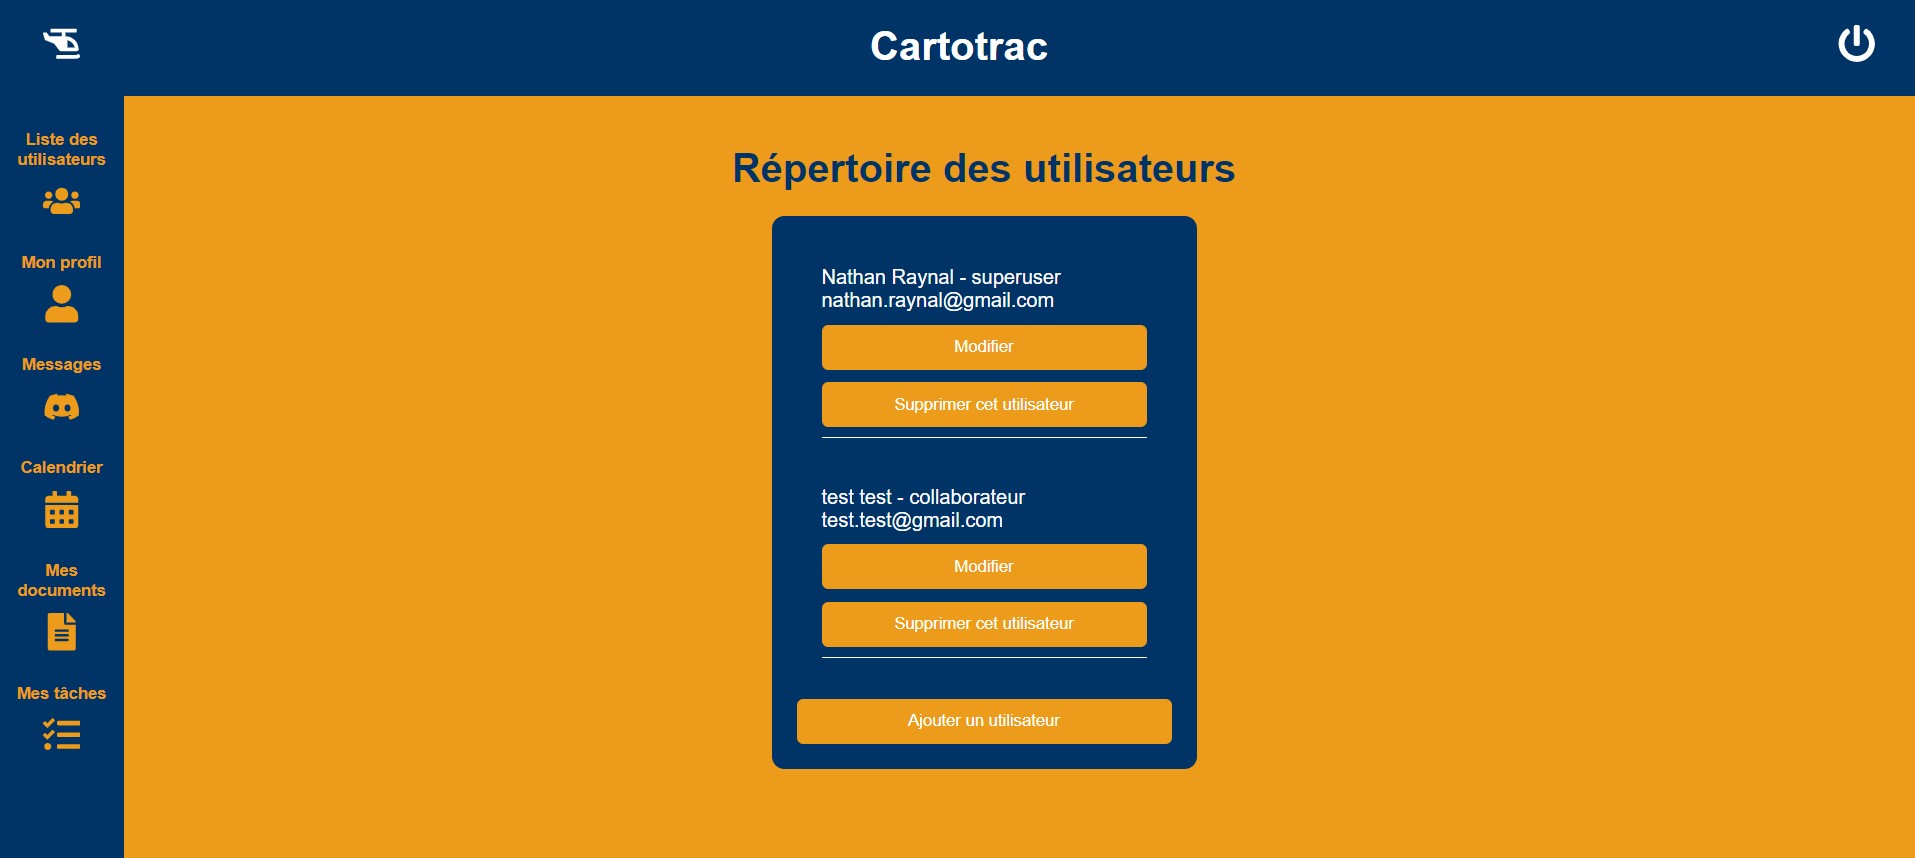 Cartotrac
Liste des
utilisateurs
Mon profil
Messages
Calendrier
Mes
documents
Mes tâches
Répertoire des utilisateurs
Nathan Raynal - superuser
nathan.raynal@gmail.com
Modifier
Supprimer cet utilisateur
test test - collaborateur
test.test@gmail.com
Modifier
Supprimer cet utilisateur
Ajouter un utilisateur